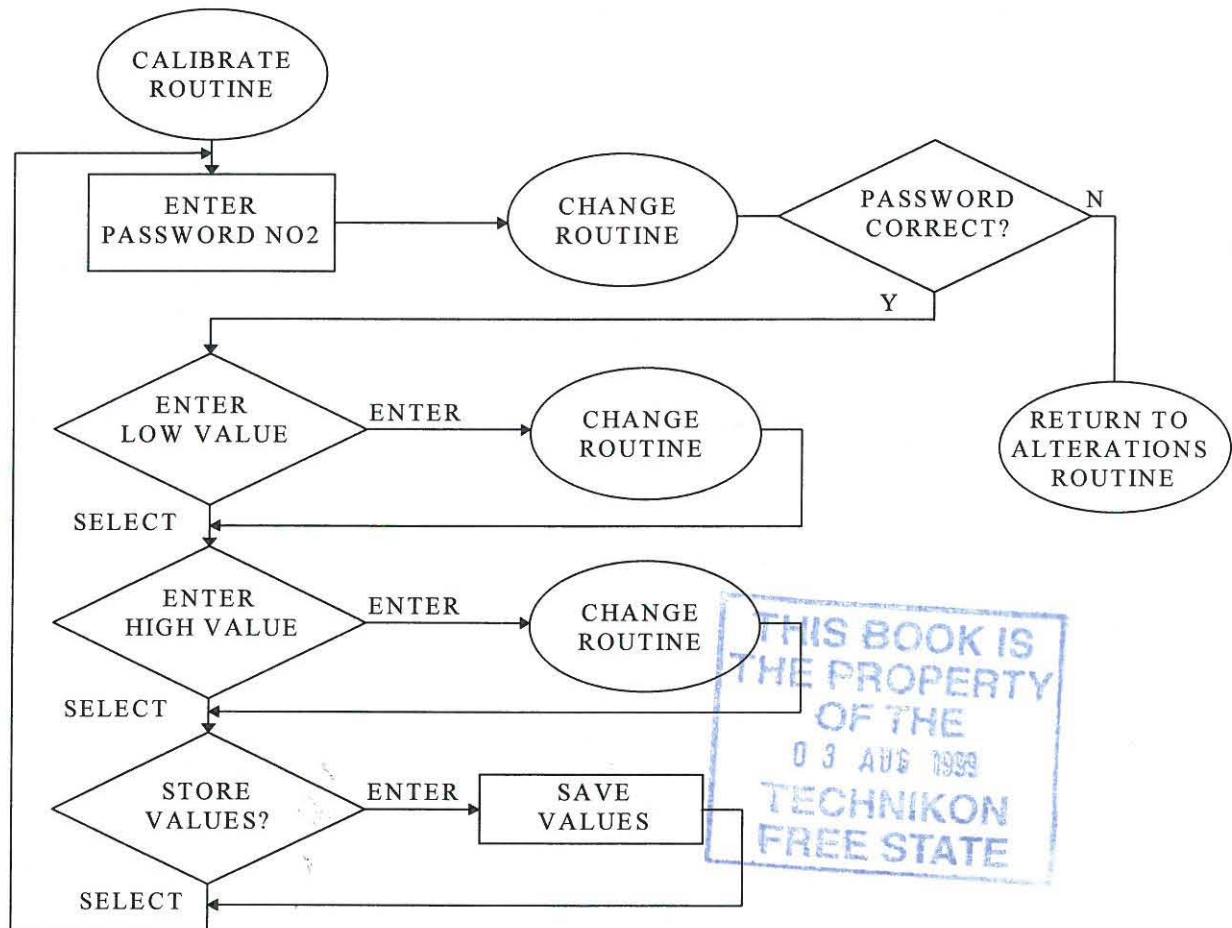 CALIBRATE
ROUTINE
ENTER
PASSWORD NO2
CHANGE
ROUTINE
PASSWORD
CORRECT?
N
Y
ENTER
LOW VALUE
ENTER
CHANGE
ROUTINE
RETURN TO
ALTERATIONS
ROUTINE
SELECT
ENTER
HIGH VALUE
ENTER
CHANGE
ROUTINE
SELECT
STORE
VALUES?
ENTER
SAVE
VALUES
SELECT
THIS BOOK IS
THE PROPERTY
OF THE
03 AUG 1999
TECHNIKON
FREE STATE